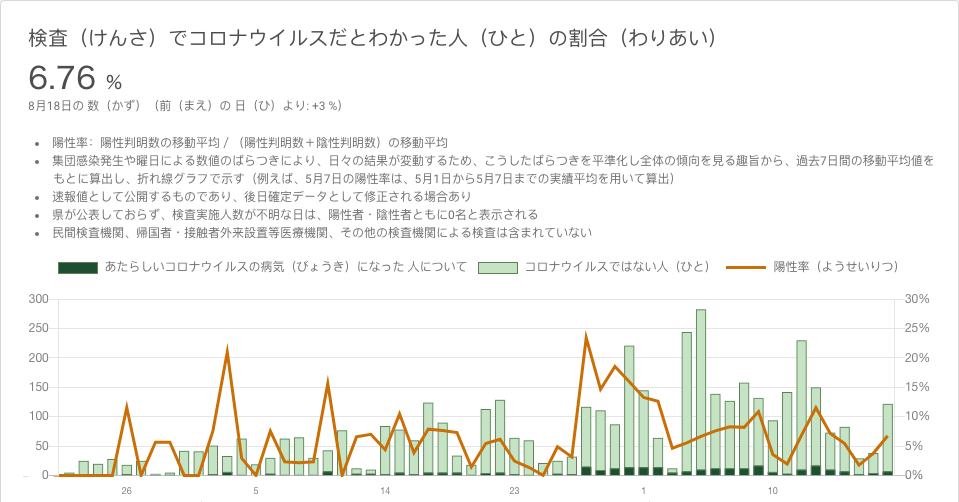 検査（けんさ）でコロナウイルスだとわかった人（ひと）の割合（わりあい）
6.76 %
8月18日の 数（かず）（前（まえ）の 日（ひ）より: +3 %）
陽性率：陽性判明数の移動平均 / （陽性判明数＋陰性判明数）の移動平均
集団感染発生や曜日による数値のばらつきにより、日々の結果が変動するため、こうしたばらつきを平準化し全体の傾向を見る趣旨から、過去7日間の移動平均値を
もとに算出し、折れ線グラフで示す（例えば、5月7日の陽性率は、5月1日から5月7日までの実績平均を用いて算出）
速報値として公開するものであり、後日確定データとして修正される場合あり
県が公表しておらず、検査実施人数が不明な日は、陽性者・陰性者ともに0名と表示される
民間検査機関、帰国者・接触者外来設置等医療機関、その他の検査機関による検査は含まれていない
あたらしいコロナウイルスの病気（びょうき）になった 人について コロナウイルスではない人（ひと） 陽性率（ようせいりつ）
300 30%
250 25%
200 20%
150 15%
100 10%
50 5%
0 0%
26 5 14 23 1 10